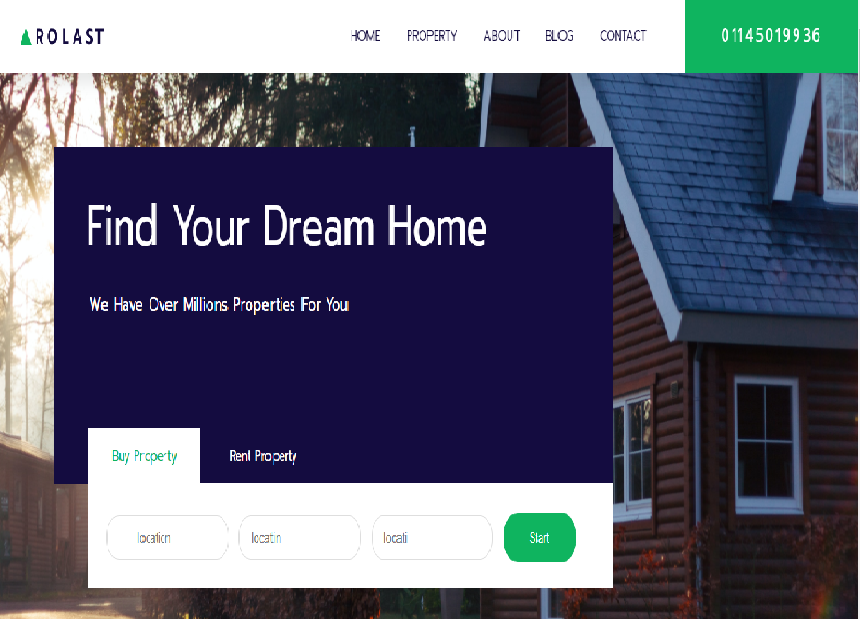 ROLAST
HOME PROPERTY ABOUT BLOG CONTACT
01145019936
Find Your Dream Home
We Have Over Millions Properties For You
Buy Property Rent Property
location locatin locati Start